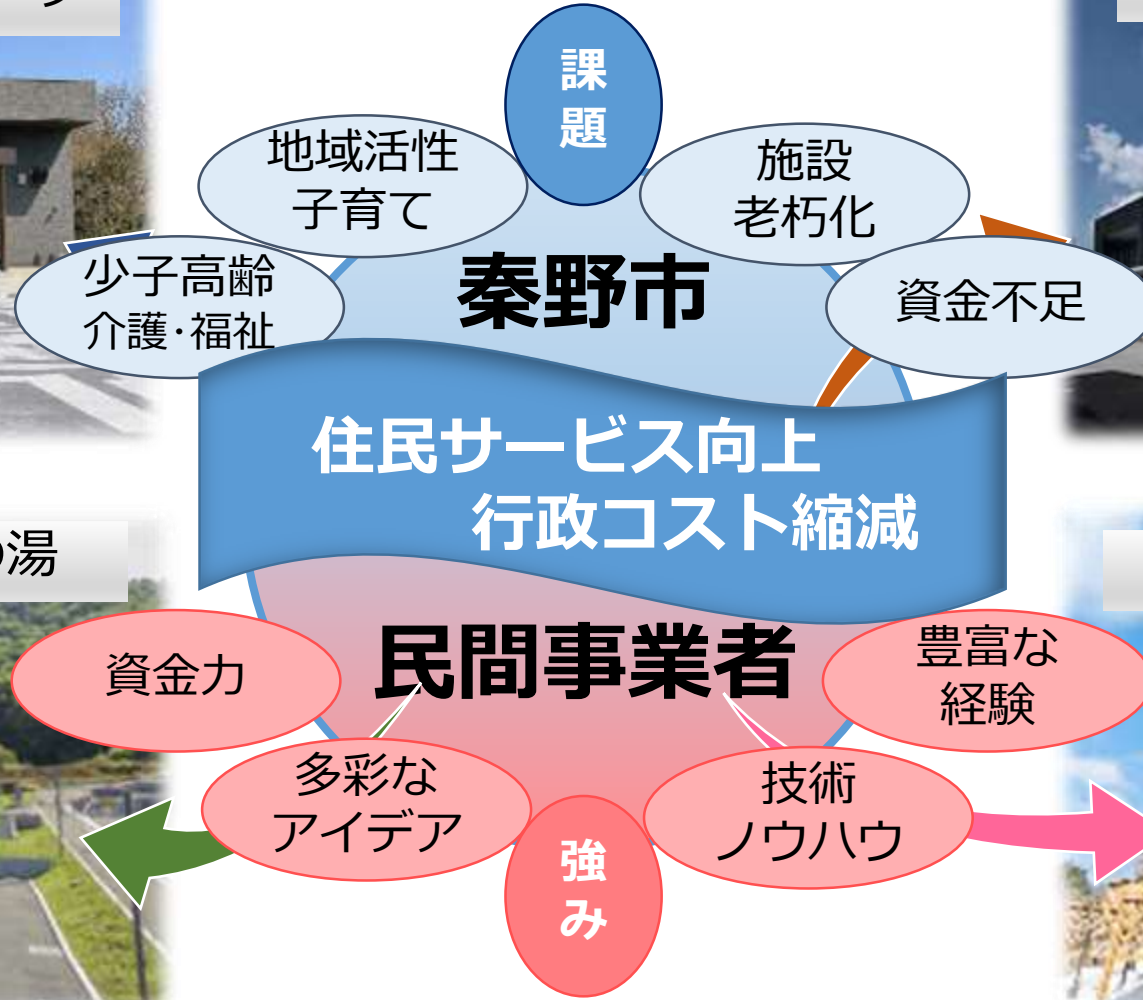 課
題
地域活性
子育て
施設
老朽化
少子高齢
介護・福祉
秦野市
資金不足
住民サービス向上
行政コスト縮減
の湯
民間事業者
資金力
豊富な
経験
多彩な
アイデア
技術
ノウハウ
強
み